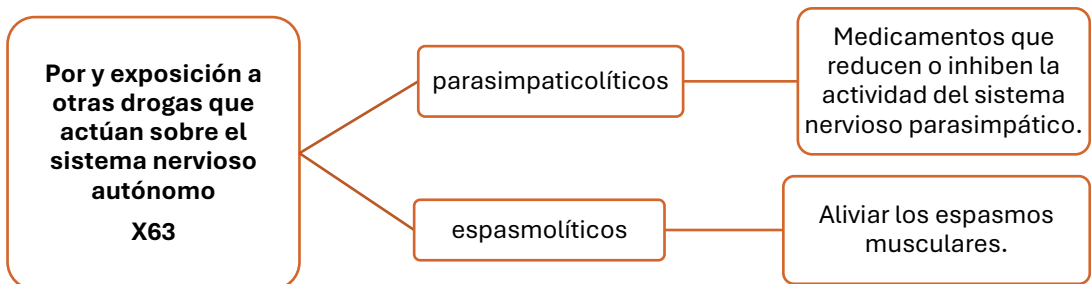 Por y exposición a
otras drogas que
actúan sobre el
sistema nervioso
autónomo
X63
parasimpaticolíticos
Medicamentos que
reducen o inhiben la
actividad del sistema
nervioso parasimpático.
espasmolíticos
Aliviar los espasmos
musculares.